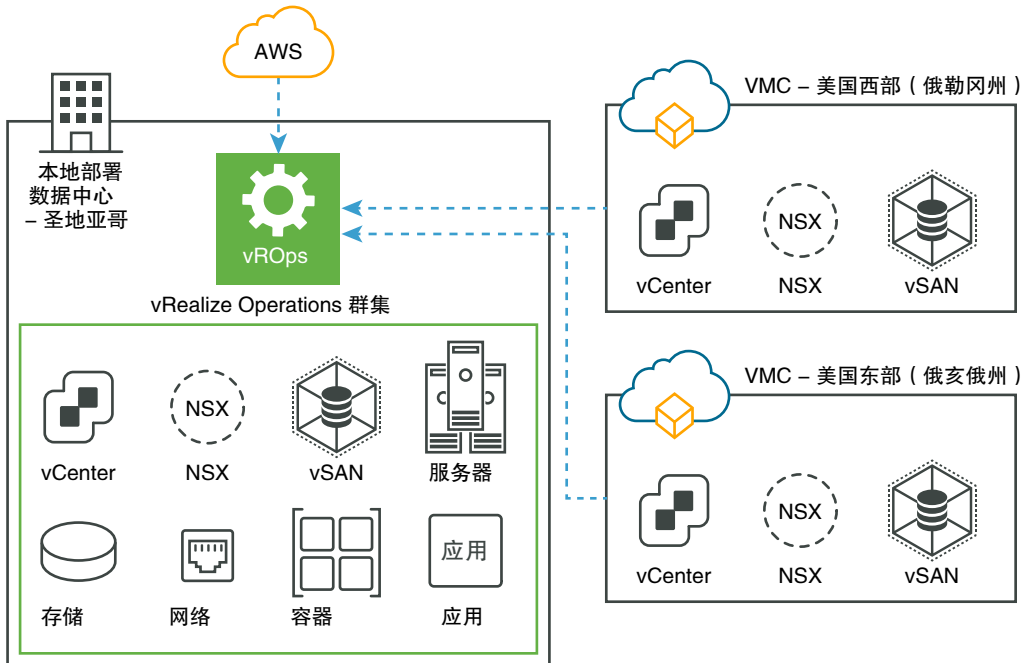 AWS
本地部署
数据中心
– 圣地亚哥
vROps
vRealize Operations 群集
vCenter
NSX
NSX
vSAN
服务器
存储
网络
容器
应用
应用
VMC – 美国西部（俄勒冈州）
vCenter
NSX
NSX
vSAN
VMC – 美国东部（俄亥俄州）
vCenter
NSX
NSX
vSAN